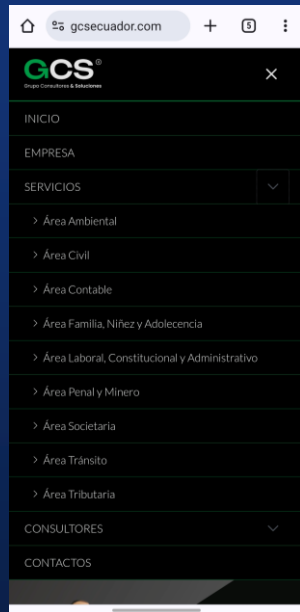 gcsecuador.com
5
GCS®
Grupo Consultores & Soluciones
INICIO
EMPRESA
SERVICIOS
Área Ambiental
Área Civil
Área Contable
Área Familia, Niñez y Adolecencia
Área Laboral, Constitucional y Administrativo
Área Penal y Minero
Área Societaria
Área Tránsito
Área Tributaria
CONSULTORES
CONTACTOS